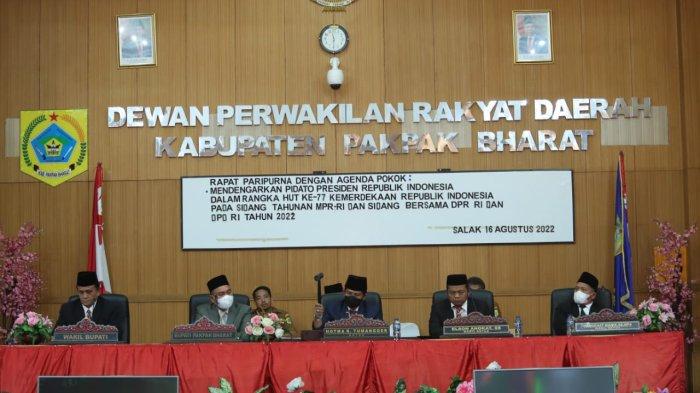 DEWAN PERWAKILAN RAKYAT DAERAH
KABUPATEN PAKPAK BHARAT
RAPAT PARIPURNA DENGAN AGENDA POKOK :
• MENDENGARKAN PIDATO PRESIDEN REPUBLIK INDONESIA
DALAM RANGKA HUT KE-77 KEMERDEKAAN REPUBLIK INDONESIA
PADA SIDANG TAHUNAN MPR-RI DAN SIDANG BERSAMA DPR RI DAN
DPD RI TAHUN 2022
SALAK 16 AGUSTUS 2022
WAKIL BUPATI
BUPATI PAKPAK BHARAT